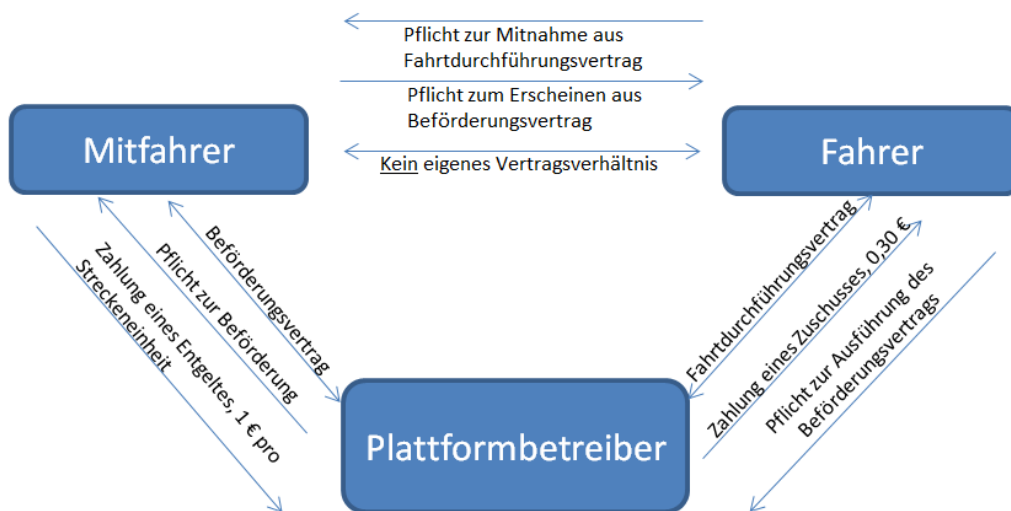 Pflicht zur Mitnahme aus
Fahrtdurchführungsvertrag
Pflicht zum Erscheinen aus
Beförderungsvertrag
Mitfahrer
Kein eigenes Vertragsverhältnis
Fahrer
Beförderungsvertrag
Pflicht zur Beförderung
Zahlung eines Entgeltes, 1 € pro
Streckeneinheit
Fahrtdurchführungsvertrag
Zahlung eines Zuschusses, 0,30 €
Pflicht zur Ausführung des
Beförderungsvertrags
Plattformbetreiber